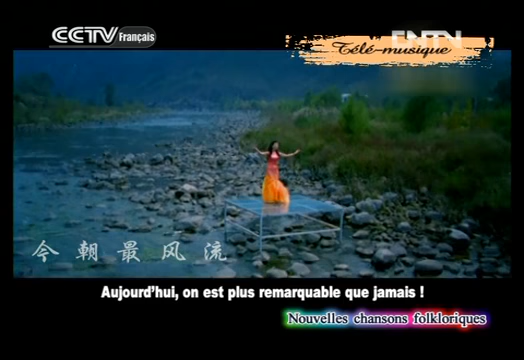 CCTV Français
CNTV
Télé-musique
今朝最风流
Aujourd'hui, on est plus remarquable que jamais !
Nouvelles chansons folkloriques